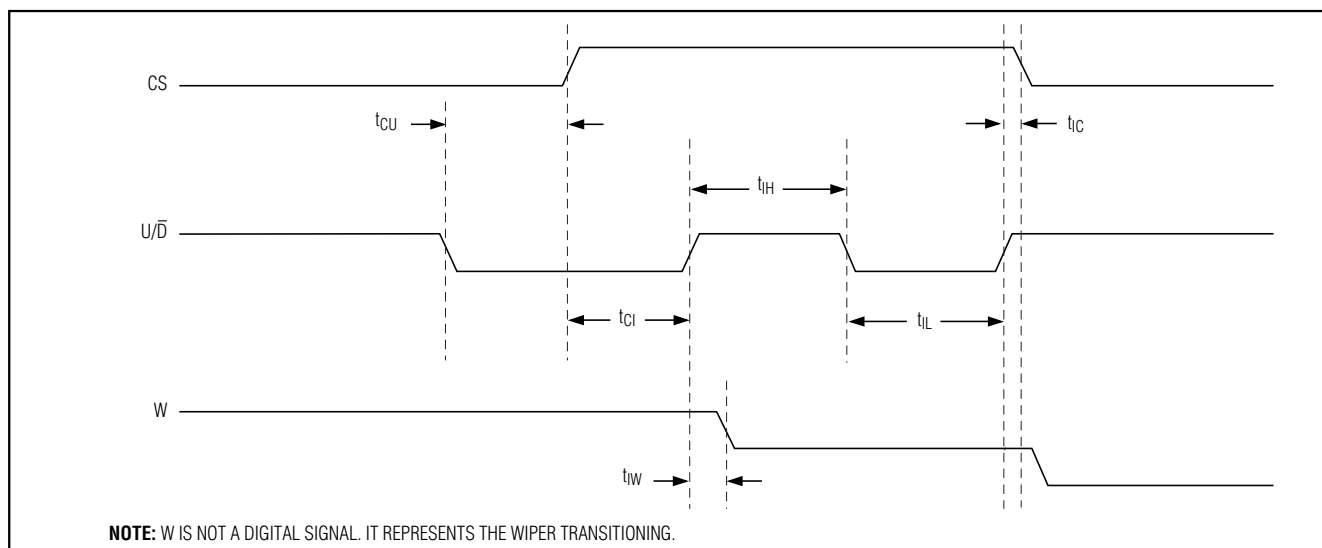 CS
tCU
tIC
tIH
U/D̅
tCI
tIL
W
tIW
NOTE: W IS NOT A DIGITAL SIGNAL. IT REPRESENTS THE WIPER TRANSITIONING.